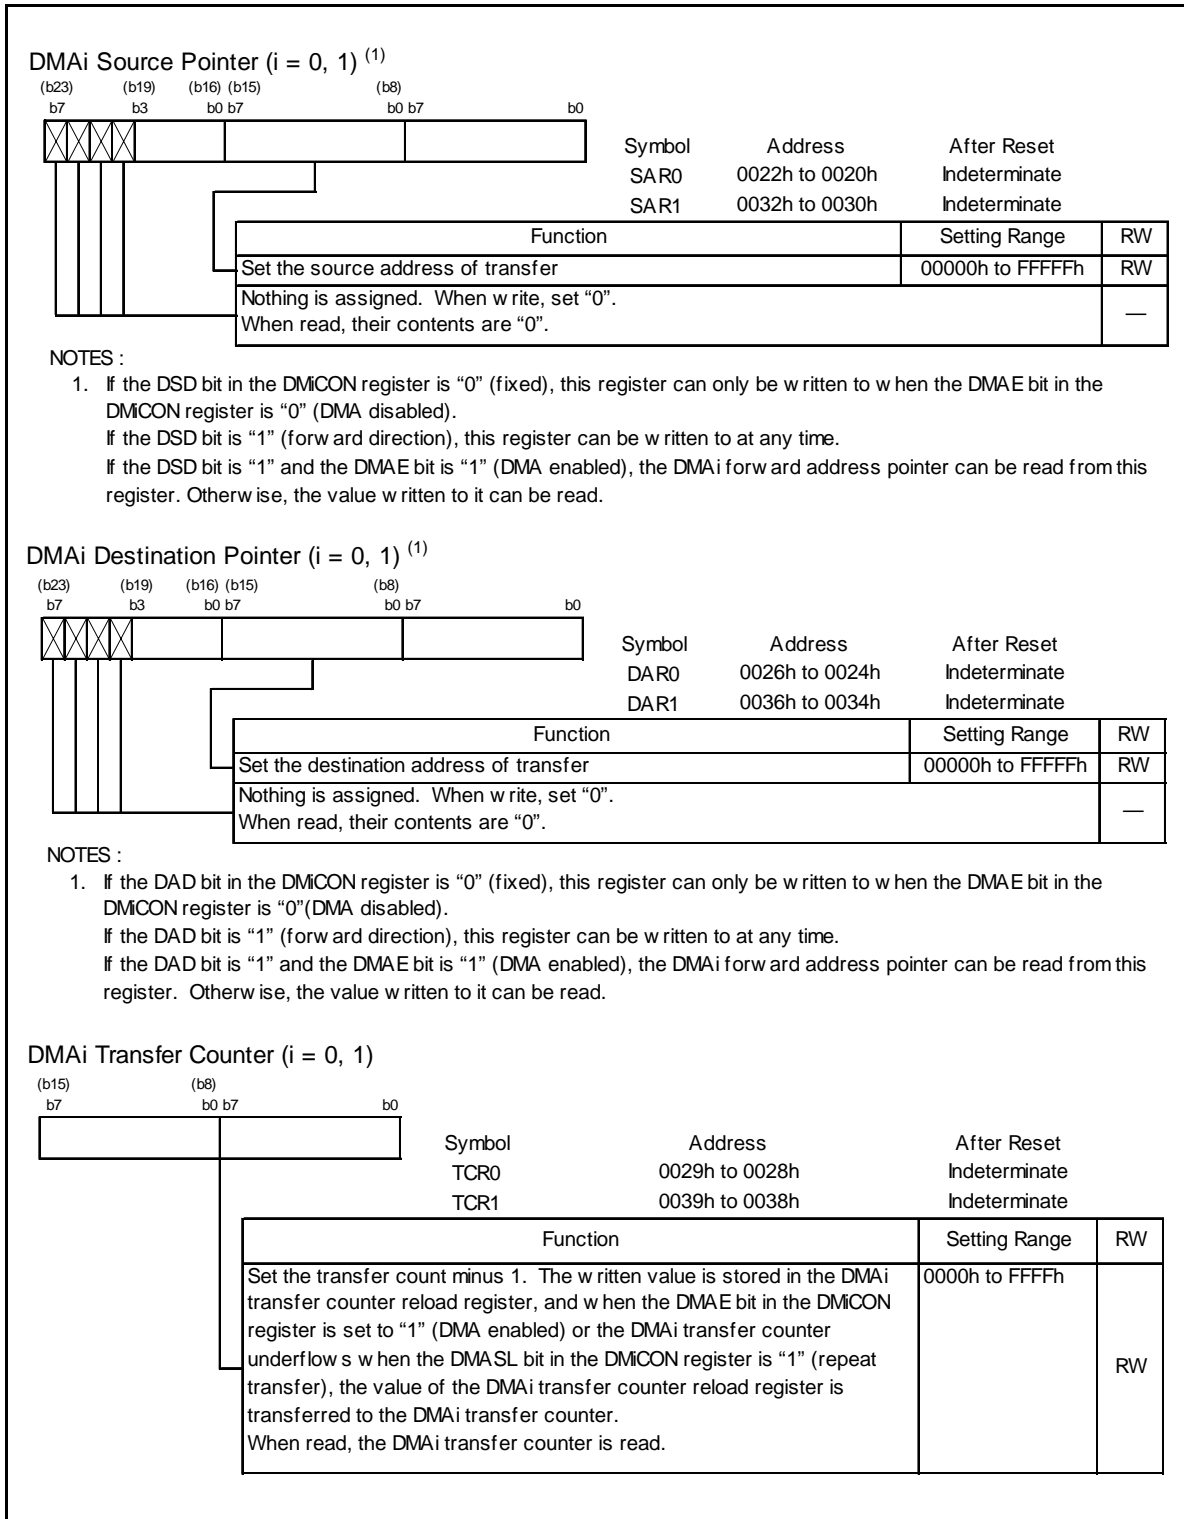 DMAi Source Pointer (i = 0, 1) (1)
(b23) (b19) (b16) (b15) (b8)
b7 b3 b0 b7 b0 b7 b0
Symbol Address After Reset
SAR0 0022h to 0020h Indeterminate
SAR1 0032h to 0030h Indeterminate
Function Setting Range RW
Set the source address of transfer 00000h to FFFFFh RW
Nothing is assigned. When write, set “0”.
When read, their contents are “0”. —
NOTES :
1. If the DSD bit in the DMiCON register is “0” (fixed), this register can only be written to when the DMAE bit in the
DMiCON register is “0” (DMA disabled).
If the DSD bit is “1” (forward direction), this register can be written to at any time.
If the DSD bit is “1” and the DMAE bit is “1” (DMA enabled), the DMAi forward address pointer can be read from this
register. Otherwise, the value written to it can be read.
DMAi Destination Pointer (i = 0, 1) (1)
(b23) (b19) (b16) (b15) (b8)
b7 b3 b0 b7 b0 b7 b0
Symbol Address After Reset
DAR0 0026h to 0024h Indeterminate
DAR1 0036h to 0034h Indeterminate
Function Setting Range RW
Set the destination address of transfer 00000h to FFFFFh RW
Nothing is assigned. When write, set “0”.
When read, their contents are “0”. —
NOTES :
1. If the DAD bit in the DMiCON register is “0” (fixed), this register can only be written to when the DMAE bit in the
DMiCON register is “0”(DMA disabled).
If the DAD bit is “1” (forward direction), this register can be written to at any time.
If the DAD bit is “1” and the DMAE bit is “1” (DMA enabled), the DMAi forward address pointer can be read from this
register. Otherwise, the value written to it can be read.
DMAi Transfer Counter (i = 0, 1)
(b15) (b8)
b7 b0 b7 b0
Symbol Address After Reset
TCR0 0029h to 0028h Indeterminate
TCR1 0039h to 0038h Indeterminate
Function Setting Range RW
Set the transfer count minus 1. The written value is stored in the DMAi 0000h to FFFFh
transfer counter reload register, and when the DMAE bit in the DMiCON
register is set to “1” (DMA enabled) or the DMAi transfer counter
underflows when the DMASL bit in the DMiCON register is “1” (repeat RW
transfer), the value of the DMAi transfer counter reload register is
transferred to the DMAi transfer counter.
When read, the DMAi transfer counter is read.